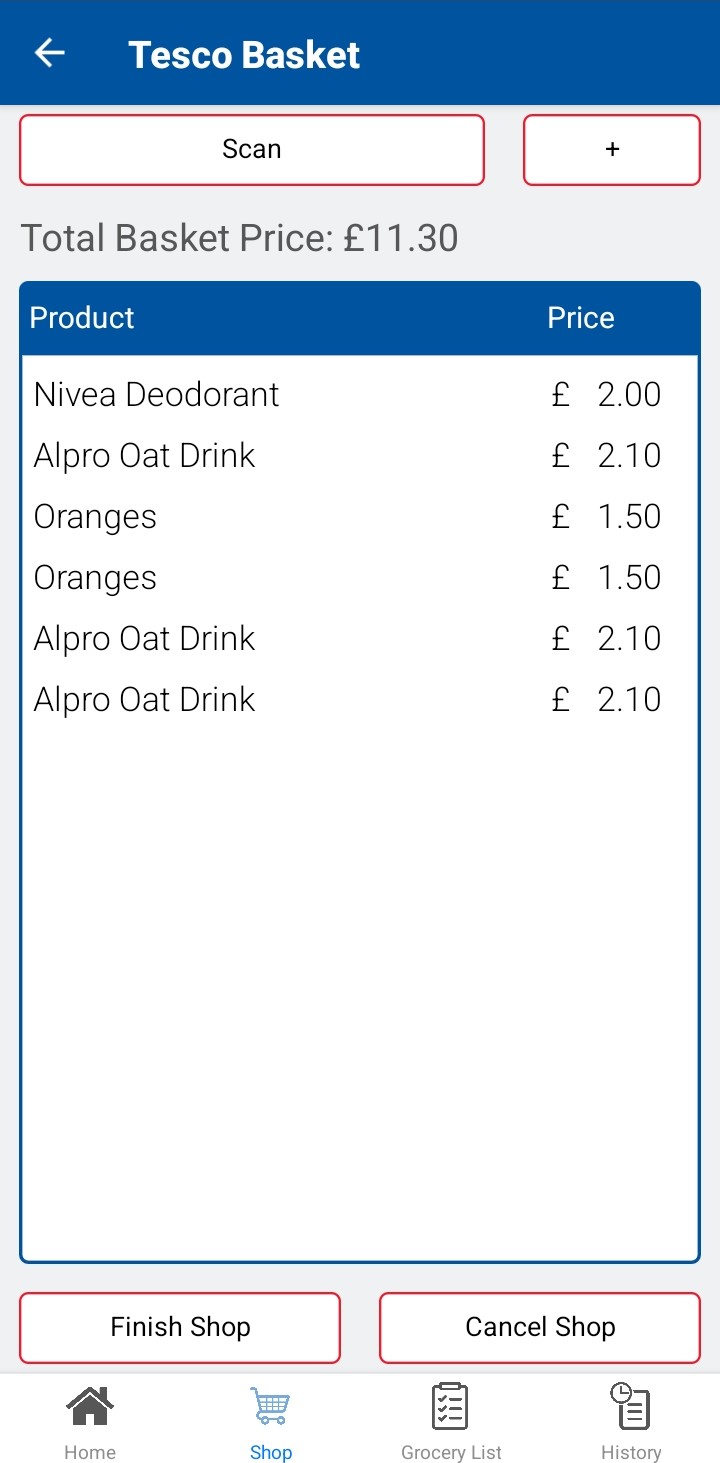 Tesco Basket
Scan +
Total Basket Price: £11.30
Product Price
Nivea Deodorant £ 2.00
Alpro Oat Drink £ 2.10
Oranges £ 1.50
Oranges £ 1.50
Alpro Oat Drink £ 2.10
Alpro Oat Drink £ 2.10
Finish Shop Cancel Shop
Home Shop Grocery List History